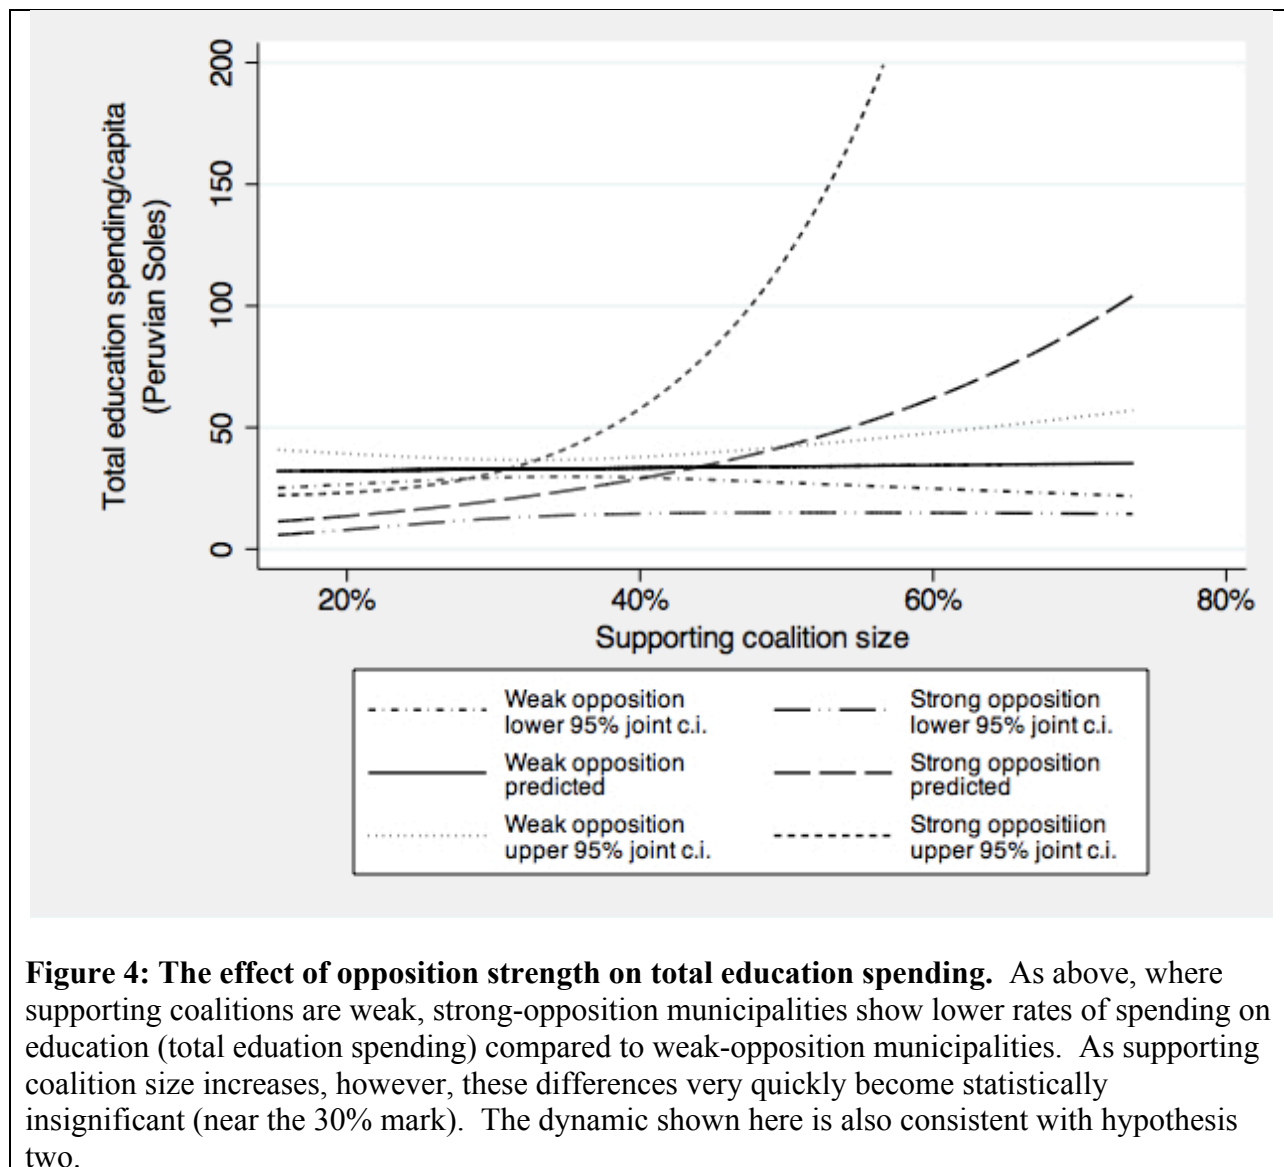 200
150
100
50
0
Total education spending/capita
(Peruvian Soles)
20%
40%
60%
80%
Supporting coalition size
Weak opposition
lower 95% joint c.i.
Strong opposition
lower 95% joint c.i.
Weak opposition
predicted
Strong opposition
predicted
Weak opposition
upper 95% joint c.i.
Strong oppositiion
upper 95% joint c.i.
Figure 4: The effect of opposition strength on total education spending. As above, where
supporting coalitions are weak, strong-opposition municipalities show lower rates of spending on
education (total eduation spending) compared to weak-opposition municipalities. As supporting
coalition size increases, however, these differences very quickly become statistically
insignificant (near the 30% mark). The dynamic shown here is also consistent with hypothesis
two.